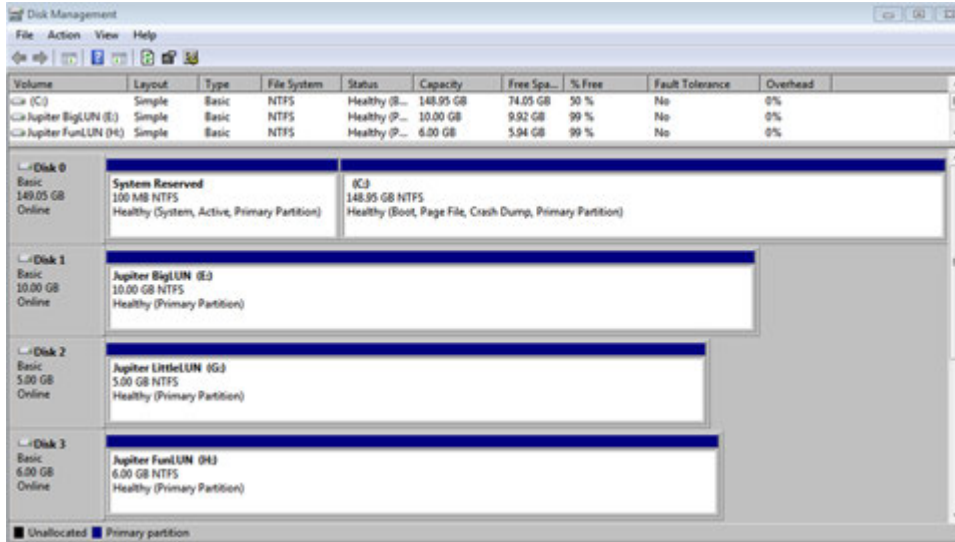 Disk Management
File Action View Help
Volume Layout Type File System Status Capacity Free Spa... % Free Fault Tolerance Overhead
(C:) Simple Basic NTFS Healthy (B... 148.95 GB 74.05 GB 50 % No 0%
Jupiter BigLUN (E:) Simple Basic NTFS Healthy (P... 10.00 GB 9.92 GB 99 % No 0%
Jupiter FunLUN (H:) Simple Basic NTFS Healthy (P... 6.00 GB 5.94 GB 99 % No 0%
Disk 0
Basic
149.05 GB
Online
System Reserved
100 MB NTFS
Healthy (System, Active, Primary Partition)
(C:)
148.95 GB NTFS
Healthy (Boot, Page File, Crash Dump, Primary Partition)
Disk 1
Basic
10.00 GB
Online
Jupiter BigLUN (E:)
10.00 GB NTFS
Healthy (Primary Partition)
Disk 2
Basic
5.00 GB
Online
Jupiter LittleLUN (G:)
5.00 GB NTFS
Healthy (Primary Partition)
Disk 3
Basic
6.00 GB
Online
Jupiter FunLUN (H:)
6.00 GB NTFS
Healthy (Primary Partition)
Unallocated Primary partition